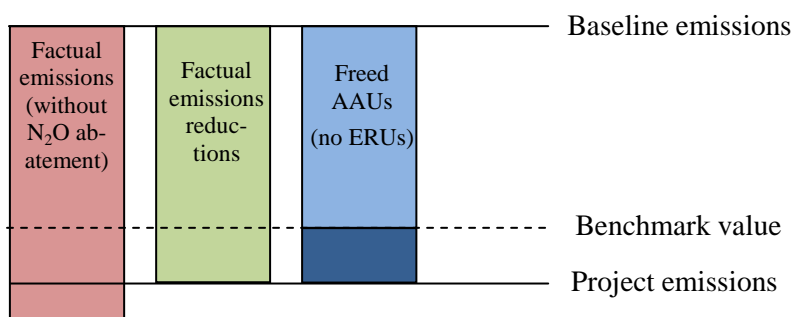 Baseline emissions
Factual
emissions
(without
N₂O ab-
atement)
Factual
emissions
reduc-
tions
Freed
AAUs
(no ERUs)
Benchmark value
Project emissions